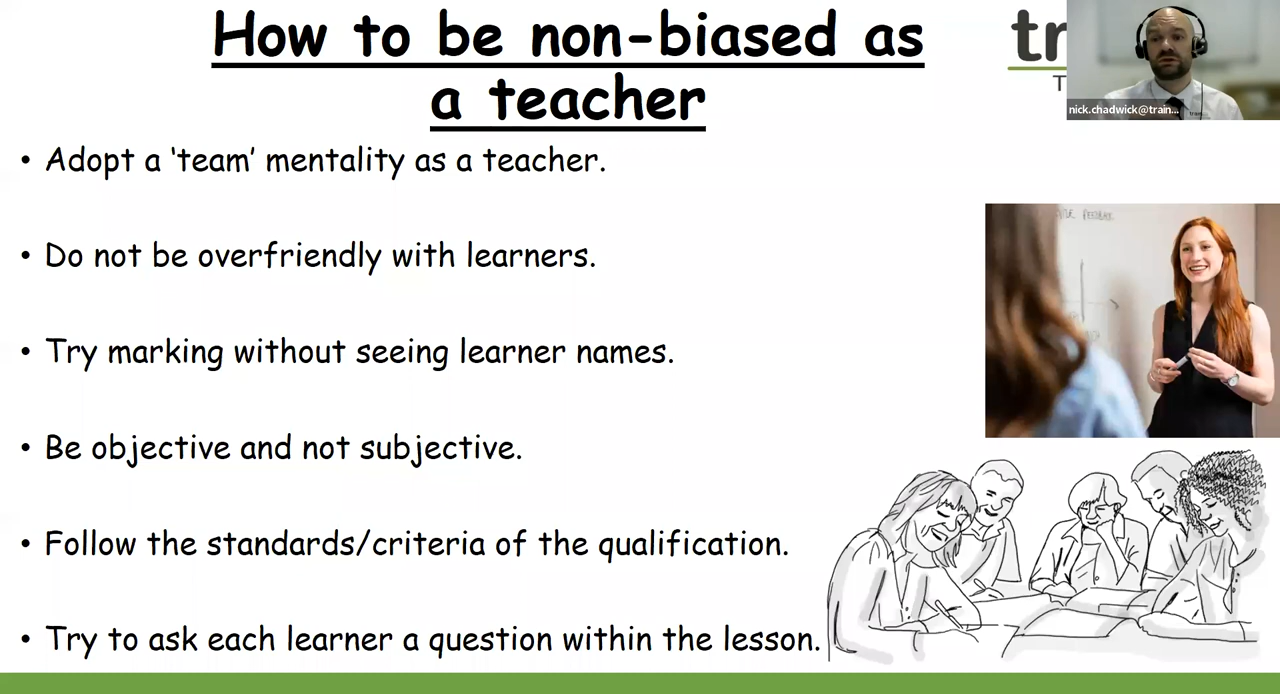 How to be non-biased as
a teacher
• Adopt a ‘team’ mentality as a teacher.
• Do not be overfriendly with learners.
• Try marking without seeing learner names.
• Be objective and not subjective.
• Follow the standards/criteria of the qualification.
• Try to ask each learner a question within the lesson.
tr
T
nick.chadwick@train...
FEEDBACK